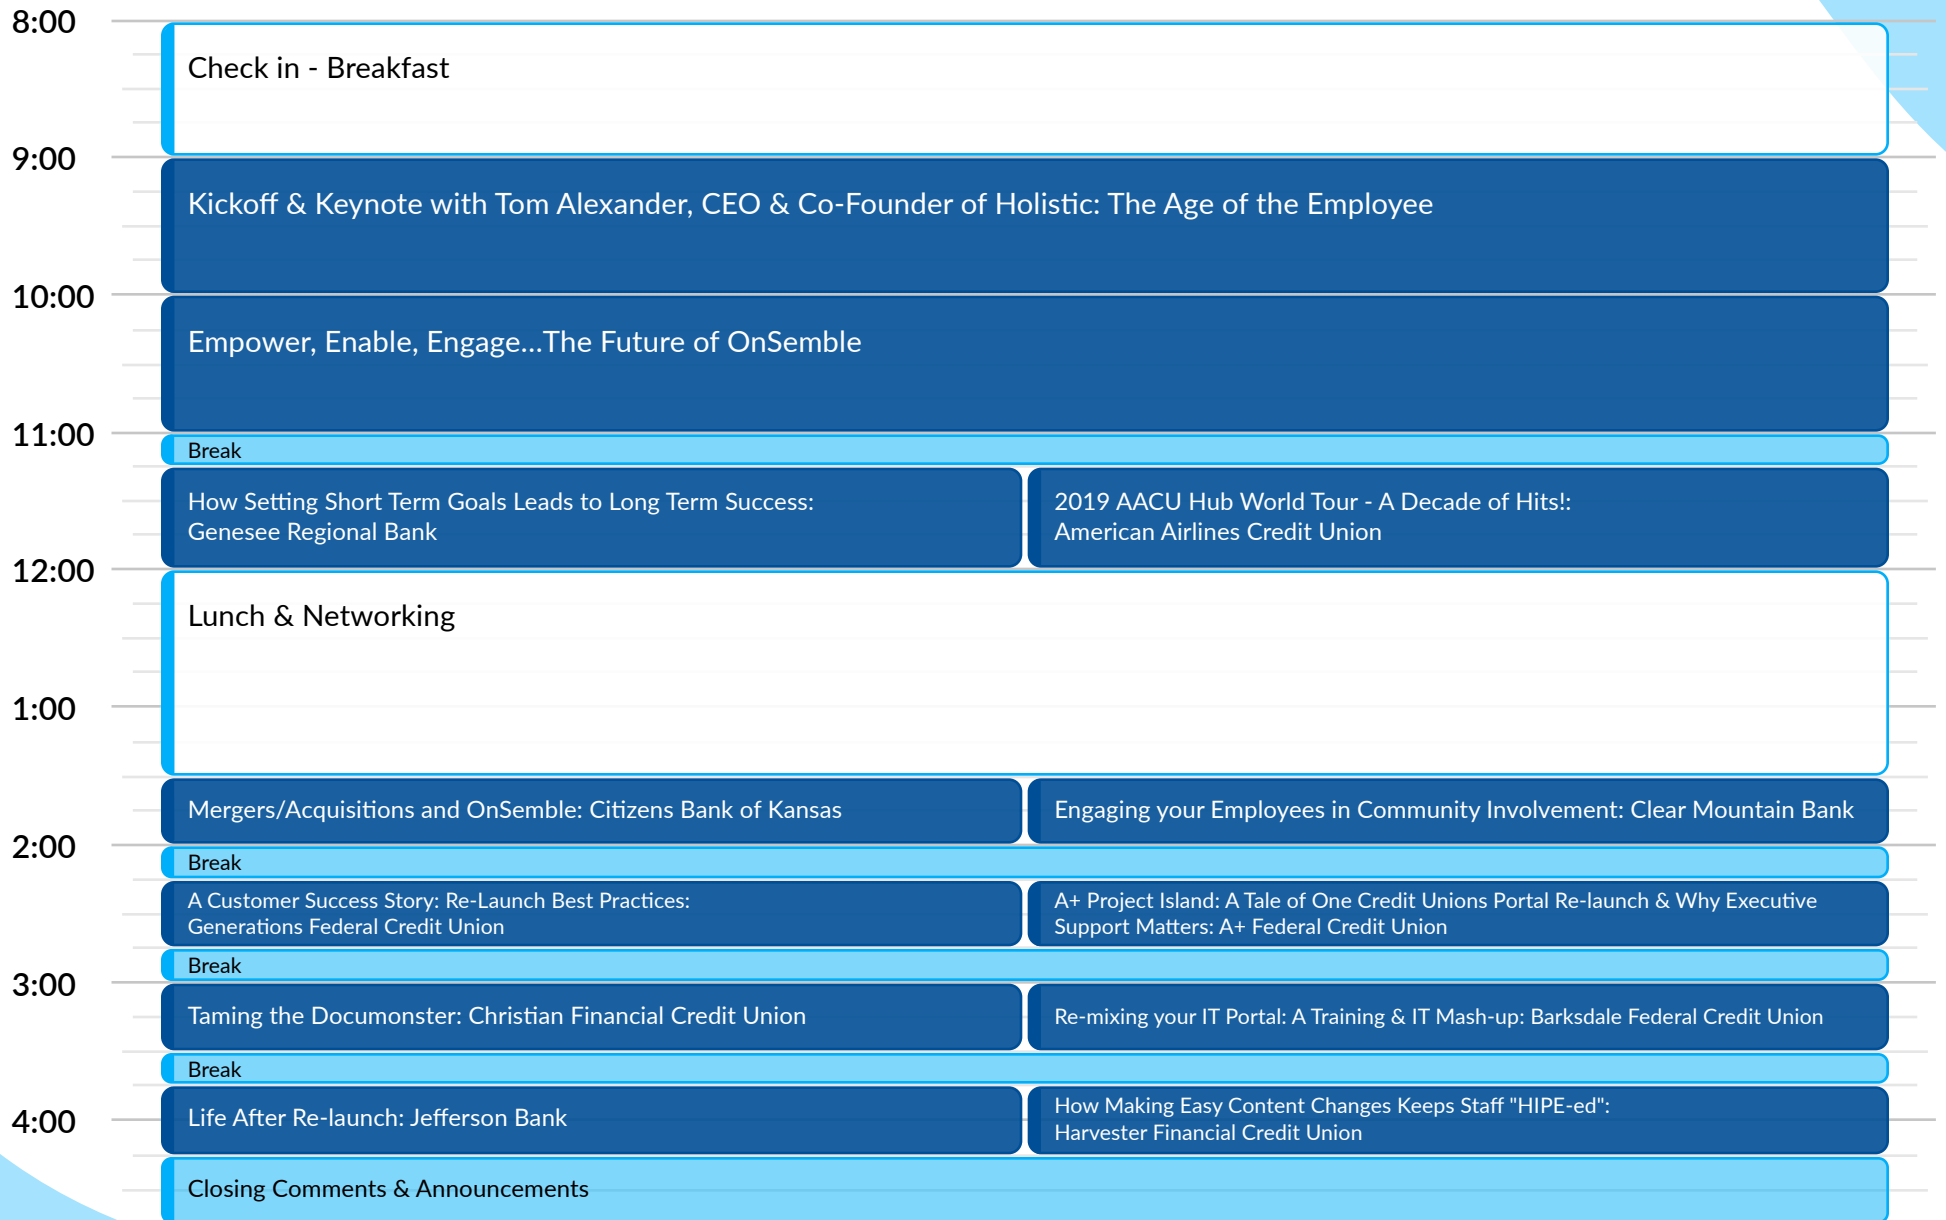 8:00
Check in - Breakfast
9:00
Kickoff & Keynote with Tom Alexander, CEO & Co-Founder of Holistic: The Age of the Employee
10:00
Empower, Enable, Engage...The Future of OnSemble
11:00
Break
How Setting Short Term Goals Leads to Long Term Success:
Genesee Regional Bank
2019 AACU Hub World Tour - A Decade of Hits!:
American Airlines Credit Union
12:00
Lunch & Networking
1:00
Mergers/Acquisitions and OnSemble: Citizens Bank of Kansas
Engaging your Employees in Community Involvement: Clear Mountain Bank
2:00
Break
A Customer Success Story: Re-Launch Best Practices:
Generations Federal Credit Union
A+ Project Island: A Tale of One Credit Unions Portal Re-launch & Why Executive
Support Matters: A+ Federal Credit Union
Break
3:00
Taming the Documonster: Christian Financial Credit Union
Re-mixing your IT Portal: A Training & IT Mash-up: Barksdale Federal Credit Union
Break
4:00
Life After Re-launch: Jefferson Bank
How Making Easy Content Changes Keeps Staff "HIPE-ed":
Harvester Financial Credit Union
Closing Comments & Announcements